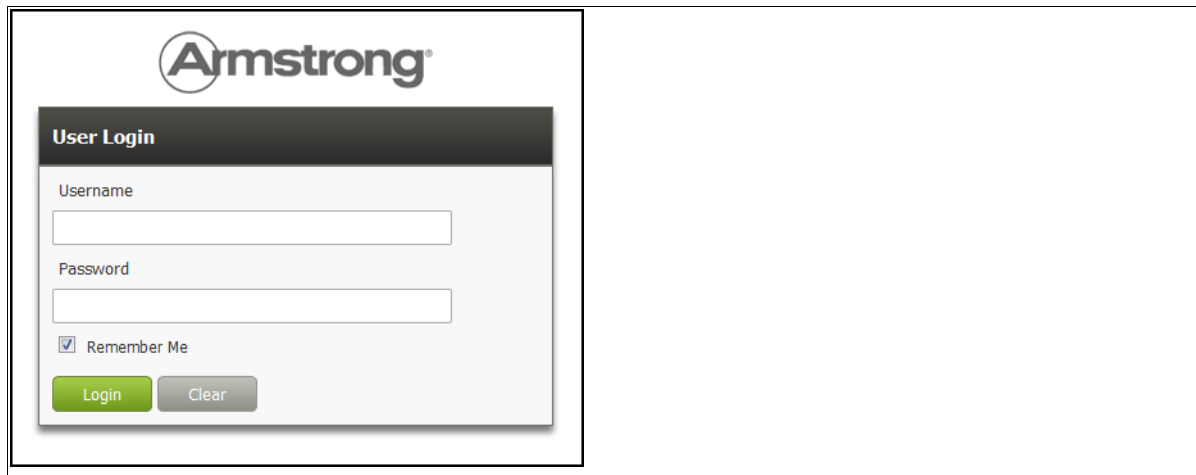 Armstrong®
User Login
Username
Password
Remember Me
Login Clear